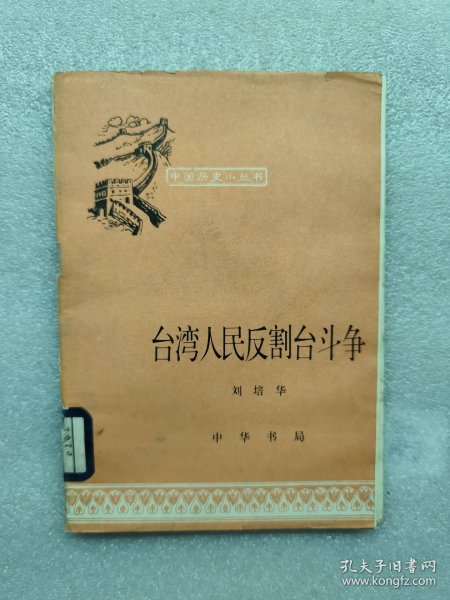 中国历史小丛书
台湾人民反割台斗争
刘培华
中华书局
孔夫子旧书网
www.kongfz.com